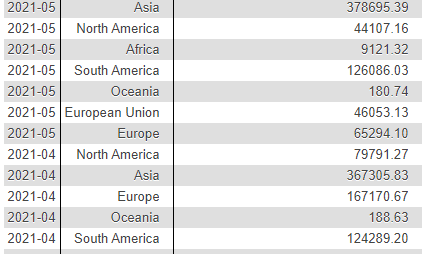 2021-05 Asia 378695.39
2021-05 North America 44107.16
2021-05 Africa 9121.32
2021-05 South America 126086.03
2021-05 Oceania 180.74
2021-05 European Union 46053.13
2021-05 Europe 65294.10
2021-04 North America 79791.27
2021-04 Asia 367305.83
2021-04 Europe 167170.67
2021-04 Oceania 188.63
2021-04 South America 124289.20